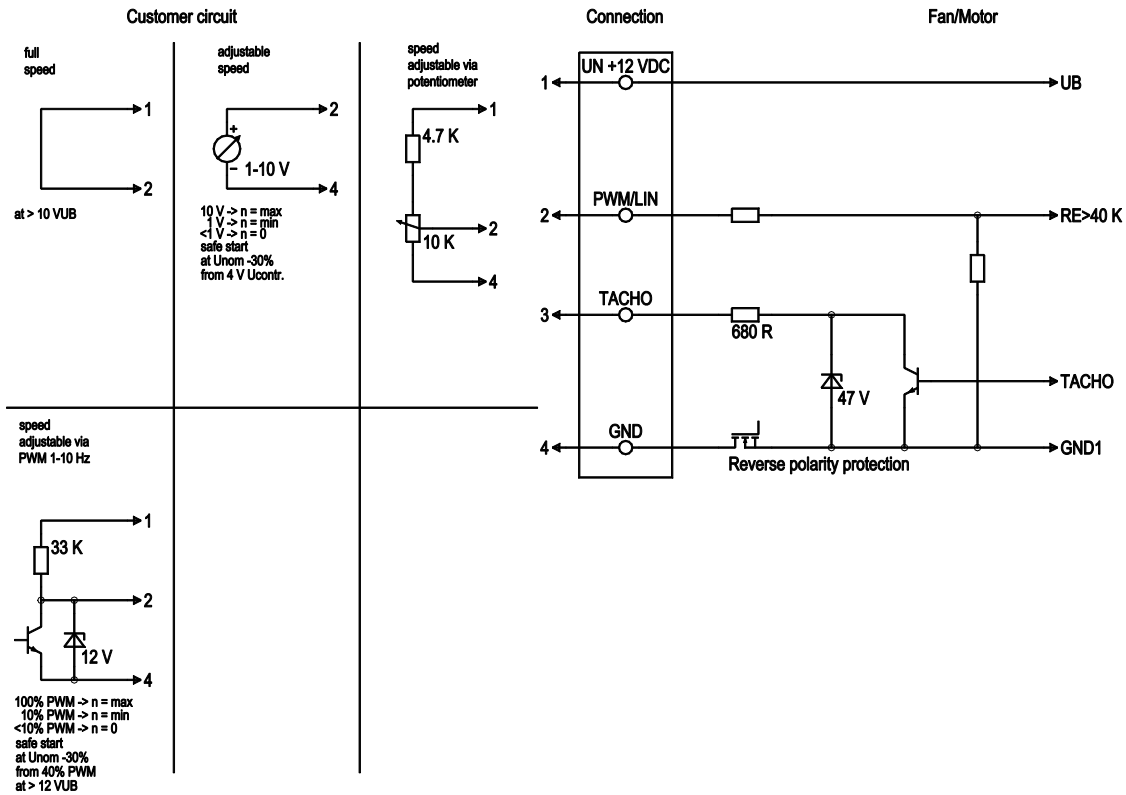 Customer circuit
Connection
Fan/Motor
full
speed
1
2
at > 10 VUB
adjustable
speed
2
+
–
1-10 V
4
10 V -> n = max
1 V -> n = min
<1 V -> n = 0
safe start
at Unom -30%
from 4 V Ucontr.
speed
adjustable via
potentiometer
1
4.7 K
2
10 K
4
speed
adjustable via
PWM 1-10 Hz
1
33 K
2
12 V
4
100% PWM -> n = max
10% PWM -> n = min
<10% PWM -> n = 0
safe start
at Unom -30%
from 40% PWM
at > 12 VUB
UN +12 VDC
1
UB
PWM/LIN
2
RE>40 K
TACHO
3
680 R
47 V
TACHO
GND
4
GND1
Reverse polarity protection